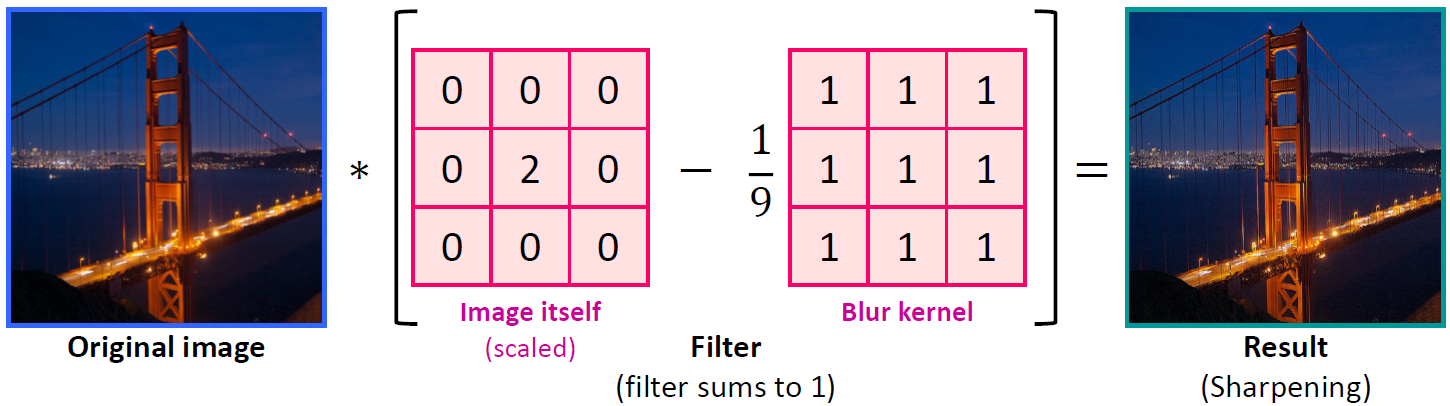 *
0 0 0
0 2 0
0 0 0
−
1
9
1 1 1
1 1 1
1 1 1
=
Image itself
(scaled)
Blur kernel
Original image
Filter
(filter sums to 1)
Result
(Sharpening)